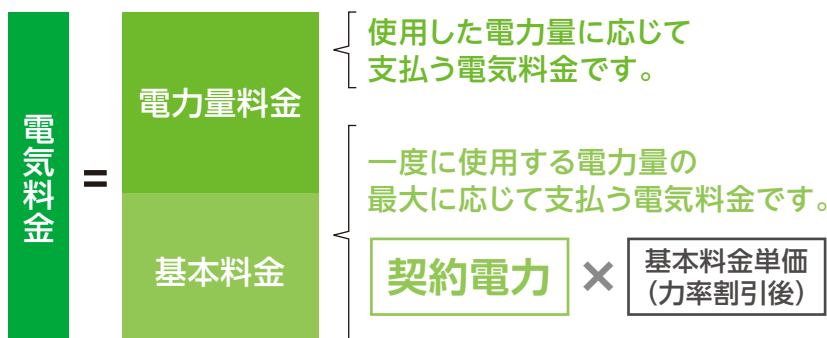 電気料金
=
電力量料金
使用した電力量に応じて
支払う電気料金です。
基本料金
一度に使用する電力量の
最大に応じて支払う電気料金です。
契約電力
×
基本料金単価
（力率割引後）